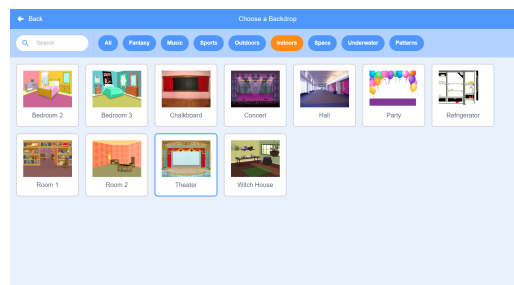 Back
Choose a Backdrop
Search
All Fantasy Music Sports Outdoors Indoors Space Underwater Patterns
Bedroom 2 Bedroom 3 Chalkboard Concert Hall Party Refrigerator
Room 1 Room 2 Theater Witch House